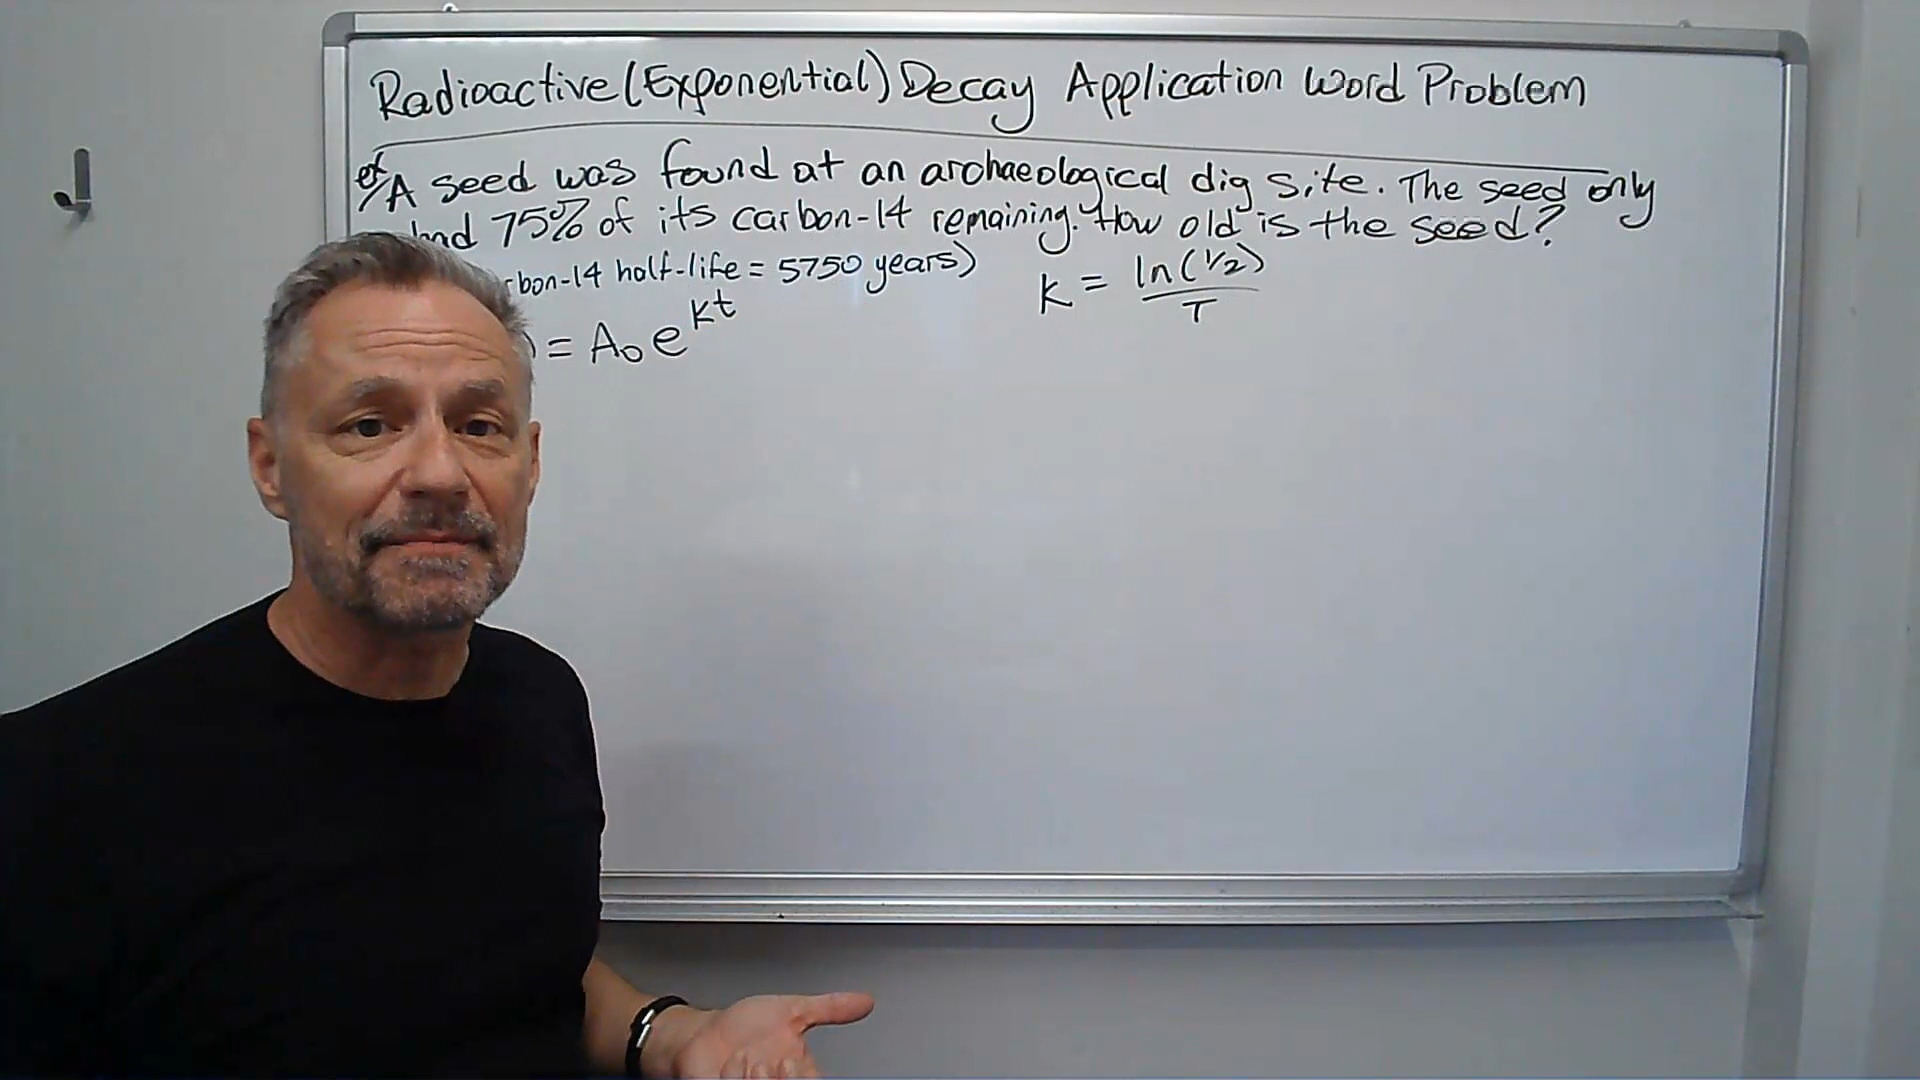 Radioactive (Exponential) Decay Application Word Problem
ex/ A seed was found at an archaeological dig site. The seed only
had 75% of its carbon-14 remaining. How old is the seed?
rbon-14 half-life = 5750 years)
k = ln(1/2) / T
) = A₀e^kt